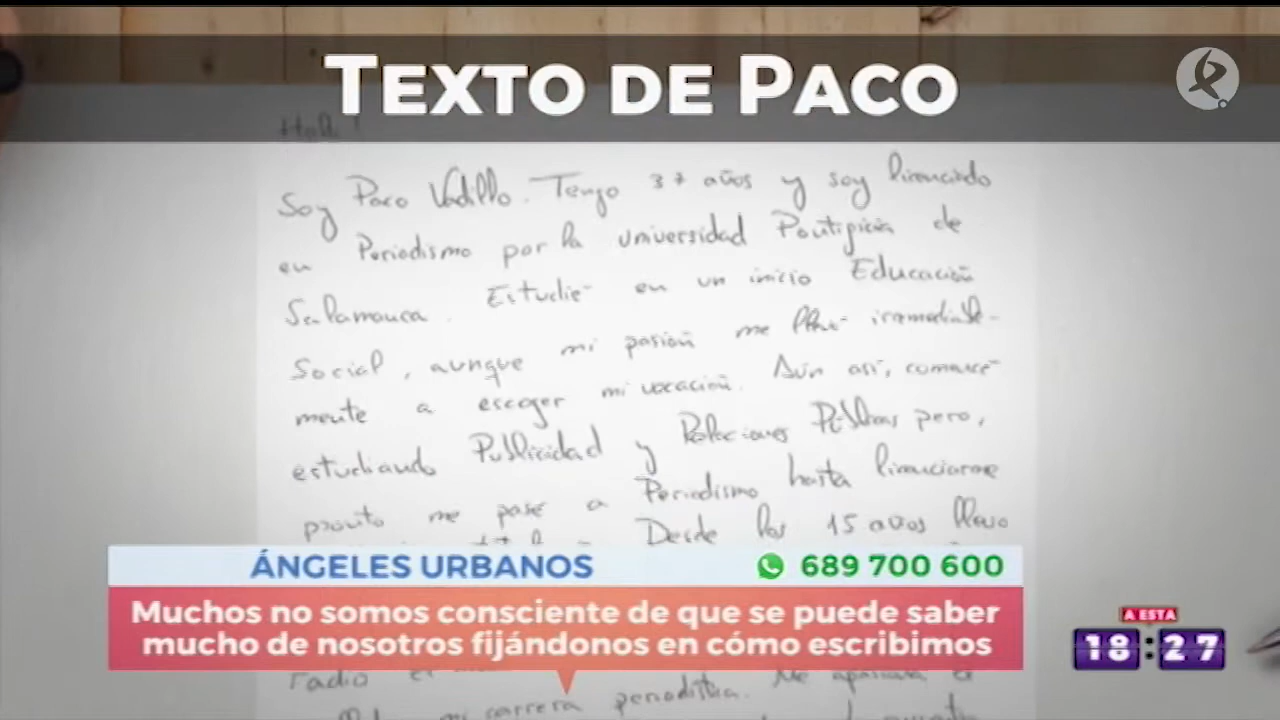 TEXTO DE PACO
Hola!
Soy Paco Vadillo. Tengo 37 años y soy licenciado
en Periodismo por la universidad Pontificia de
Salamanca. Estudié en un inicio Educación
Social, aunque mi pasión me llevó irremediable-
mente a escoger mi vocación. Aún así, comencé
estudiando Publicidad y Relaciones Públicas pero,
pronto me pasé a Periodismo hasta licenciarme
Desde los 15 años llevo
ÁNGELES URBANOS 689 700 600
Muchos no somos consciente de que se puede saber
mucho de nosotros fijándonos en cómo escribimos
A ESTA
18:27
radio
mi carrera periodística. Me apasiona